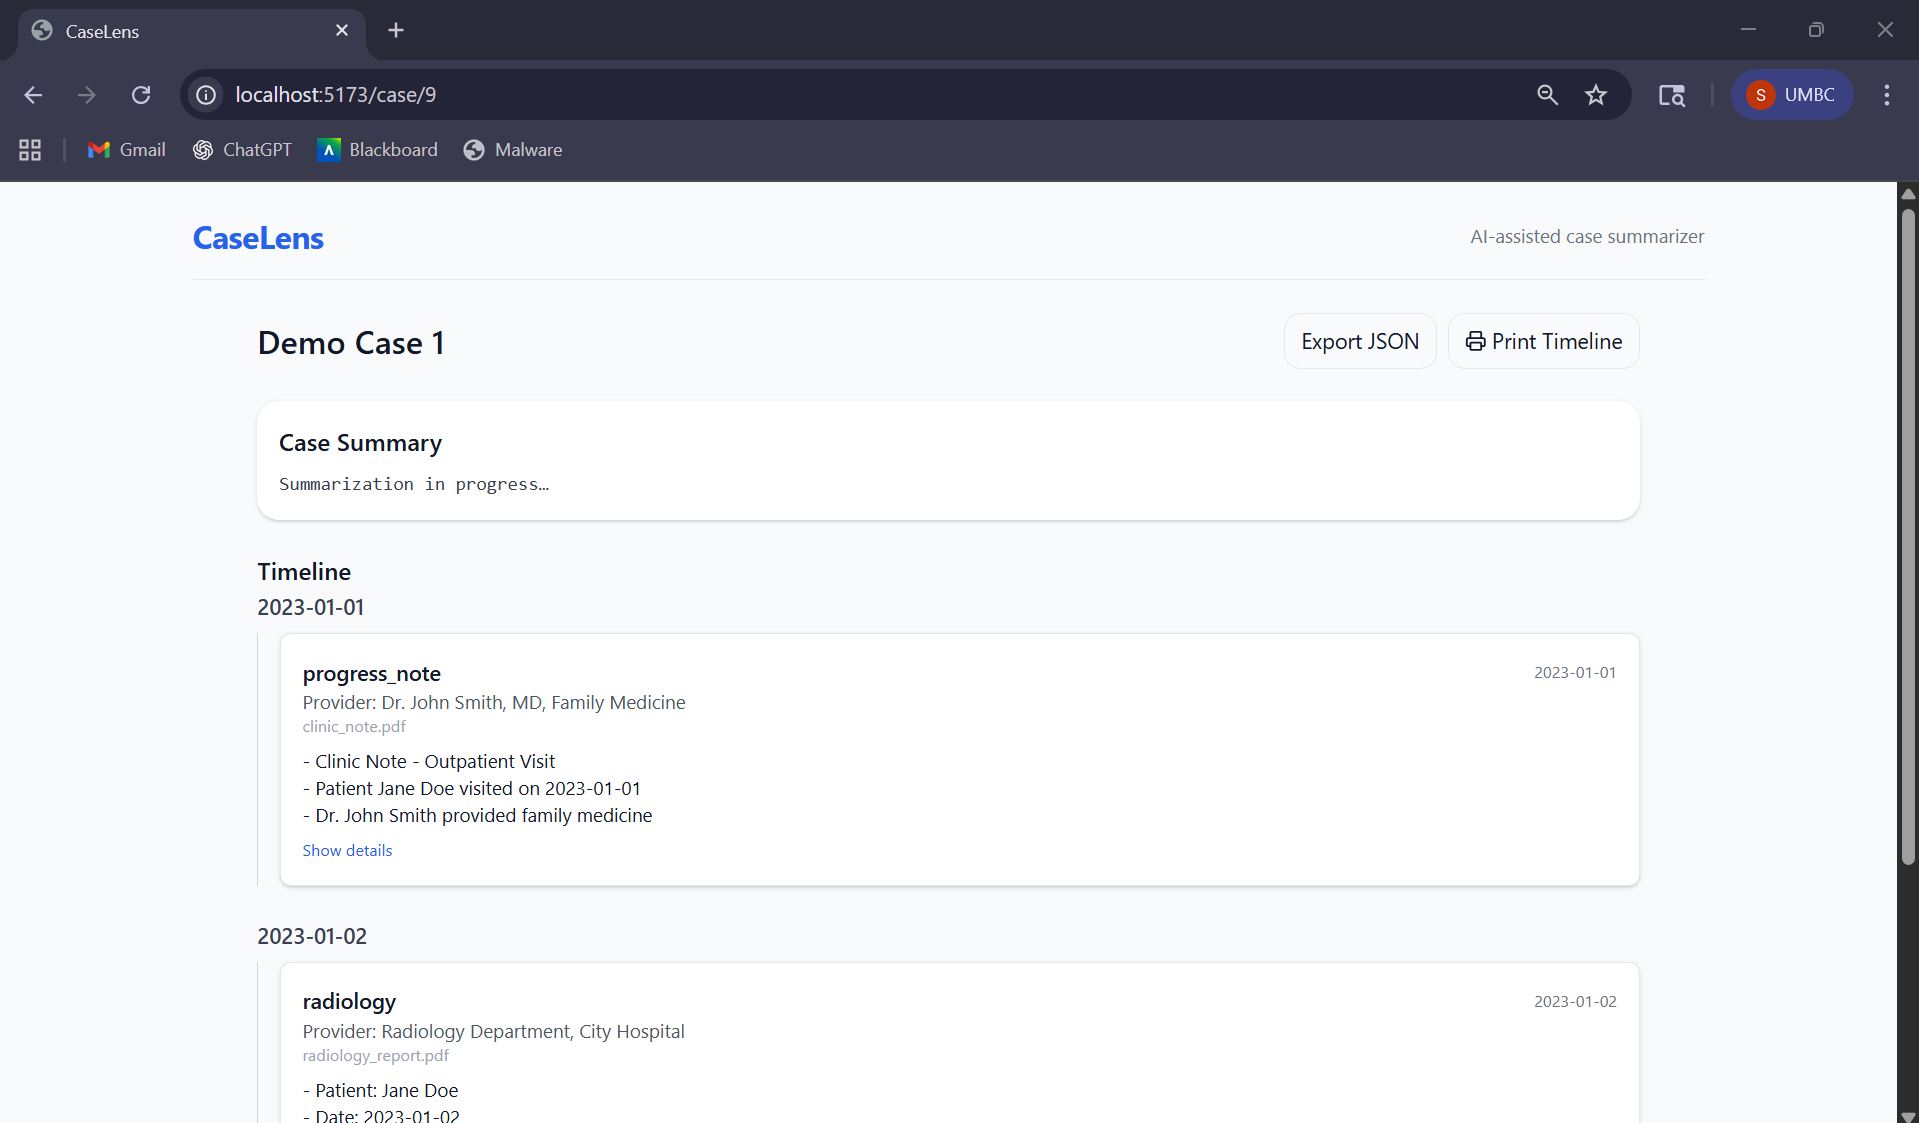 CaseLens
localhost:5173/case/9
S UMBC
Gmail ChatGPT Blackboard Malware
CaseLens
AI-assisted case summarizer
Demo Case 1
Export JSON
Print Timeline
Case Summary
Summarization in progress…
Timeline
2023-01-01
progress_note
2023-01-01
Provider: Dr. John Smith, MD, Family Medicine
clinic_note.pdf
- Clinic Note - Outpatient Visit
- Patient Jane Doe visited on 2023-01-01
- Dr. John Smith provided family medicine
Show details
2023-01-02
radiology
2023-01-02
Provider: Radiology Department, City Hospital
radiology_report.pdf
- Patient: Jane Doe
- Date: 2023-01-02